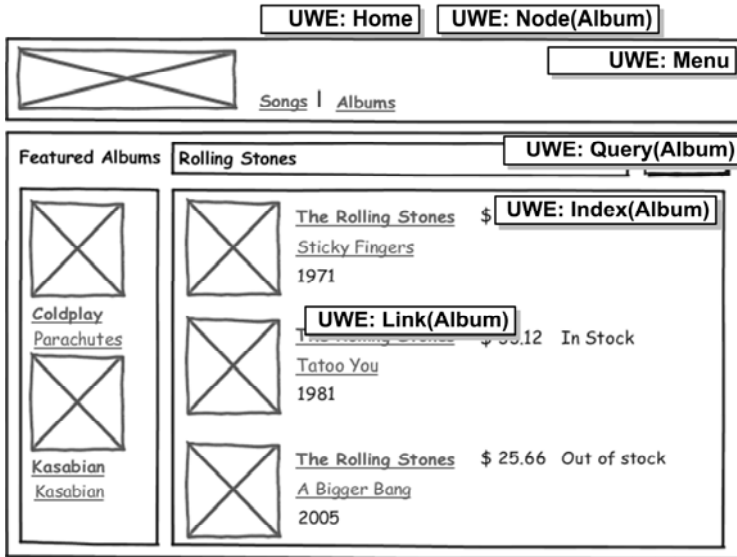 UWE: Home UWE: Node(Album)
UWE: Menu
Songs | Albums
Featured Albums Rolling Stones UWE: Query(Album)
The Rolling Stones $ UWE: Index(Album)
Sticky Fingers
1971
Coldplay
Parachutes
UWE: Link(Album)
.12 In Stock
Tatoo You
1981
Kasabian
Kasabian
The Rolling Stones $ 25.66 Out of stock
A Bigger Bang
2005